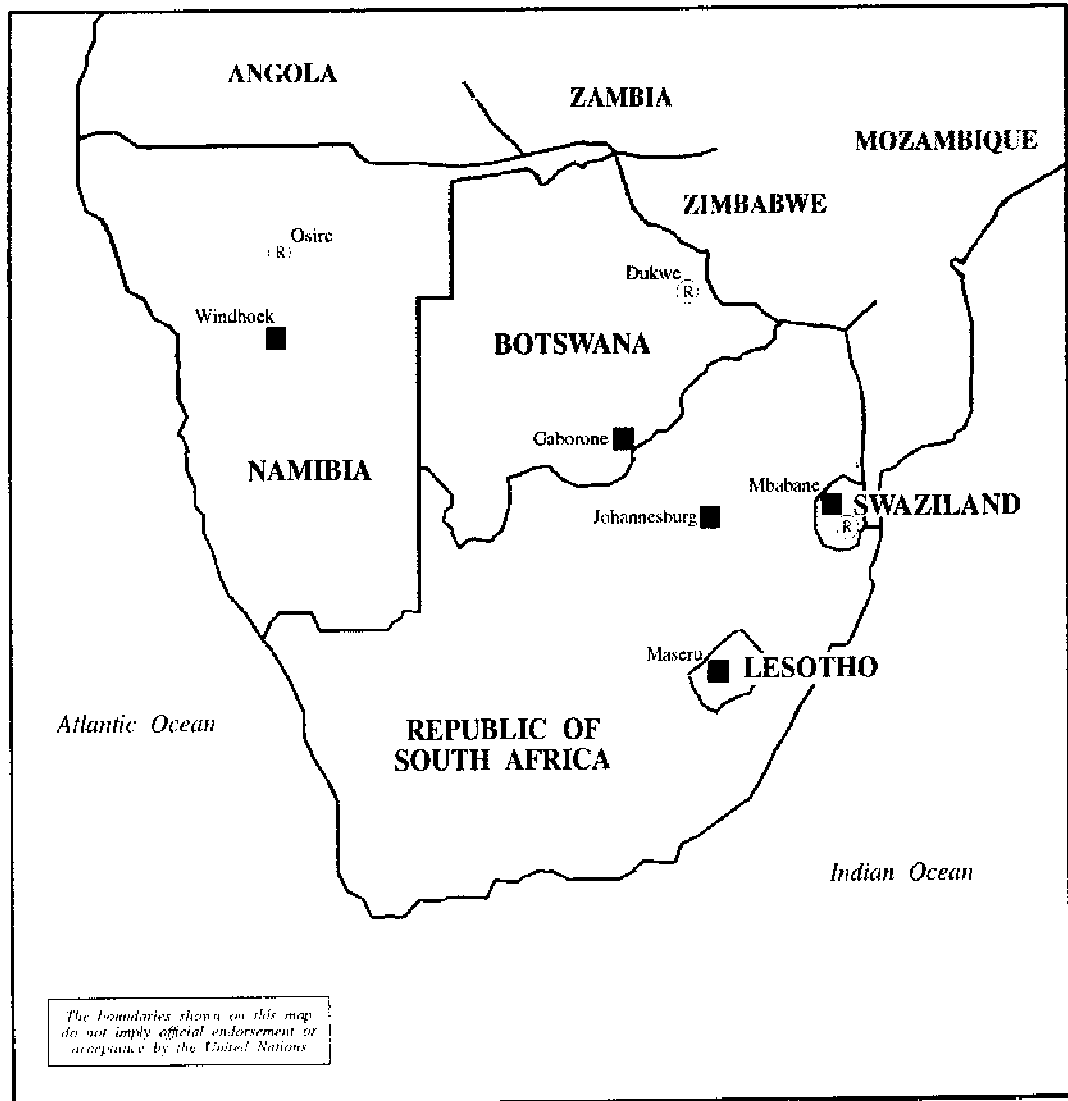 ANGOLA
ZAMBIA
MOZAMBIQUE
ZIMBABWE
Osire
R
Dukwe
R
Windhoek
BOTSWANA
Gaborone
NAMIBIA
Mbabane
SWAZILAND
Johannesburg
R
Maseru
LESOTHO
Atlantic Ocean
REPUBLIC OF
SOUTH AFRICA
Indian Ocean
The boundaries shown on this map
do not imply official endorsement or
acceptance by the United Nations